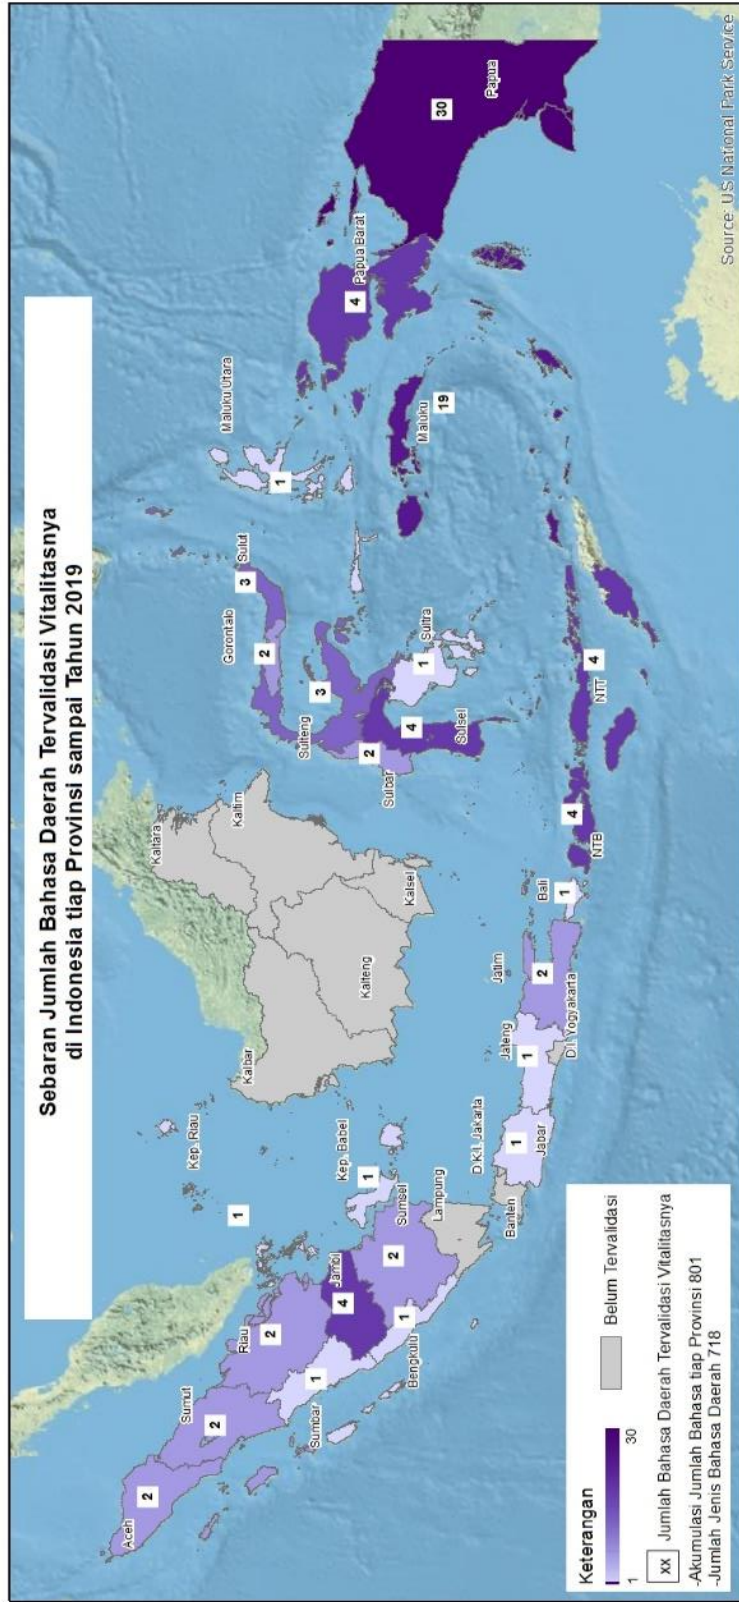 Sebaran Jumlah Bahasa Daerah Tervalidasi Vitalitasnya
di Indonesia tiap Provinsi sampai Tahun 2019
Aceh
2
Sumut
2
Riau
2
Kep. Riau
1
Sumbar
1
Jambi
4
Bengkulu
1
Sumsel
2
Kep. Babel
1
Lampung
Banten
D.K.I. Jakarta
Jabar
1
Jateng
1
D.I. Yogyakarta
Jatim
2
Bali
1
NTB
4
NTT
4
Kalbar
Kalteng
Kalsel
Kaltim
Kaltara
Sulbar
2
Sulsel
4
Sulteng
3
Sultra
1
Gorontalo
2
Sulut
3
Maluku Utara
1
Maluku
19
Papua Barat
4
Papua
30
Keterangan
1
30
Belum Tervalidasi
xx
Jumlah Bahasa Daerah Tervalidasi Vitalitasnya
-Akumulasi Jumlah Bahasa tiap Provinsi 801
-Jumlah Jenis Bahasa Daerah 718
Source: US National Park Service